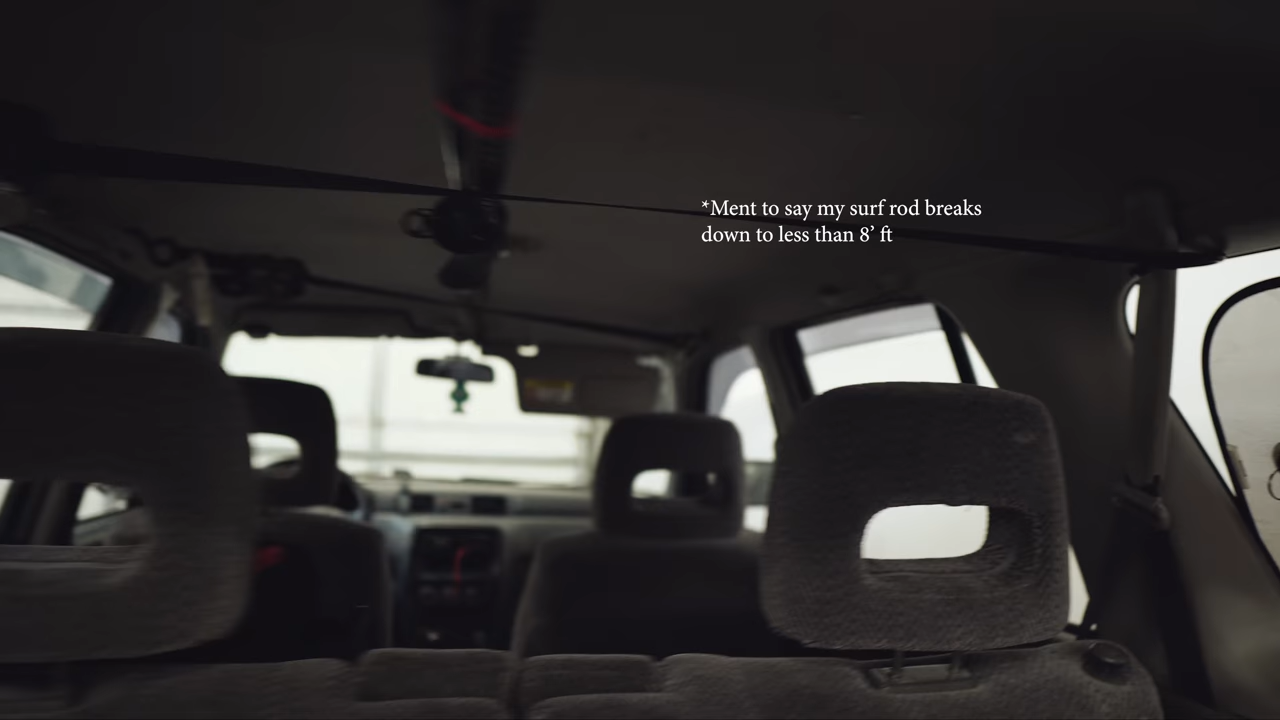 *Ment to say my surf rod breaks
down to less than 8’ ft